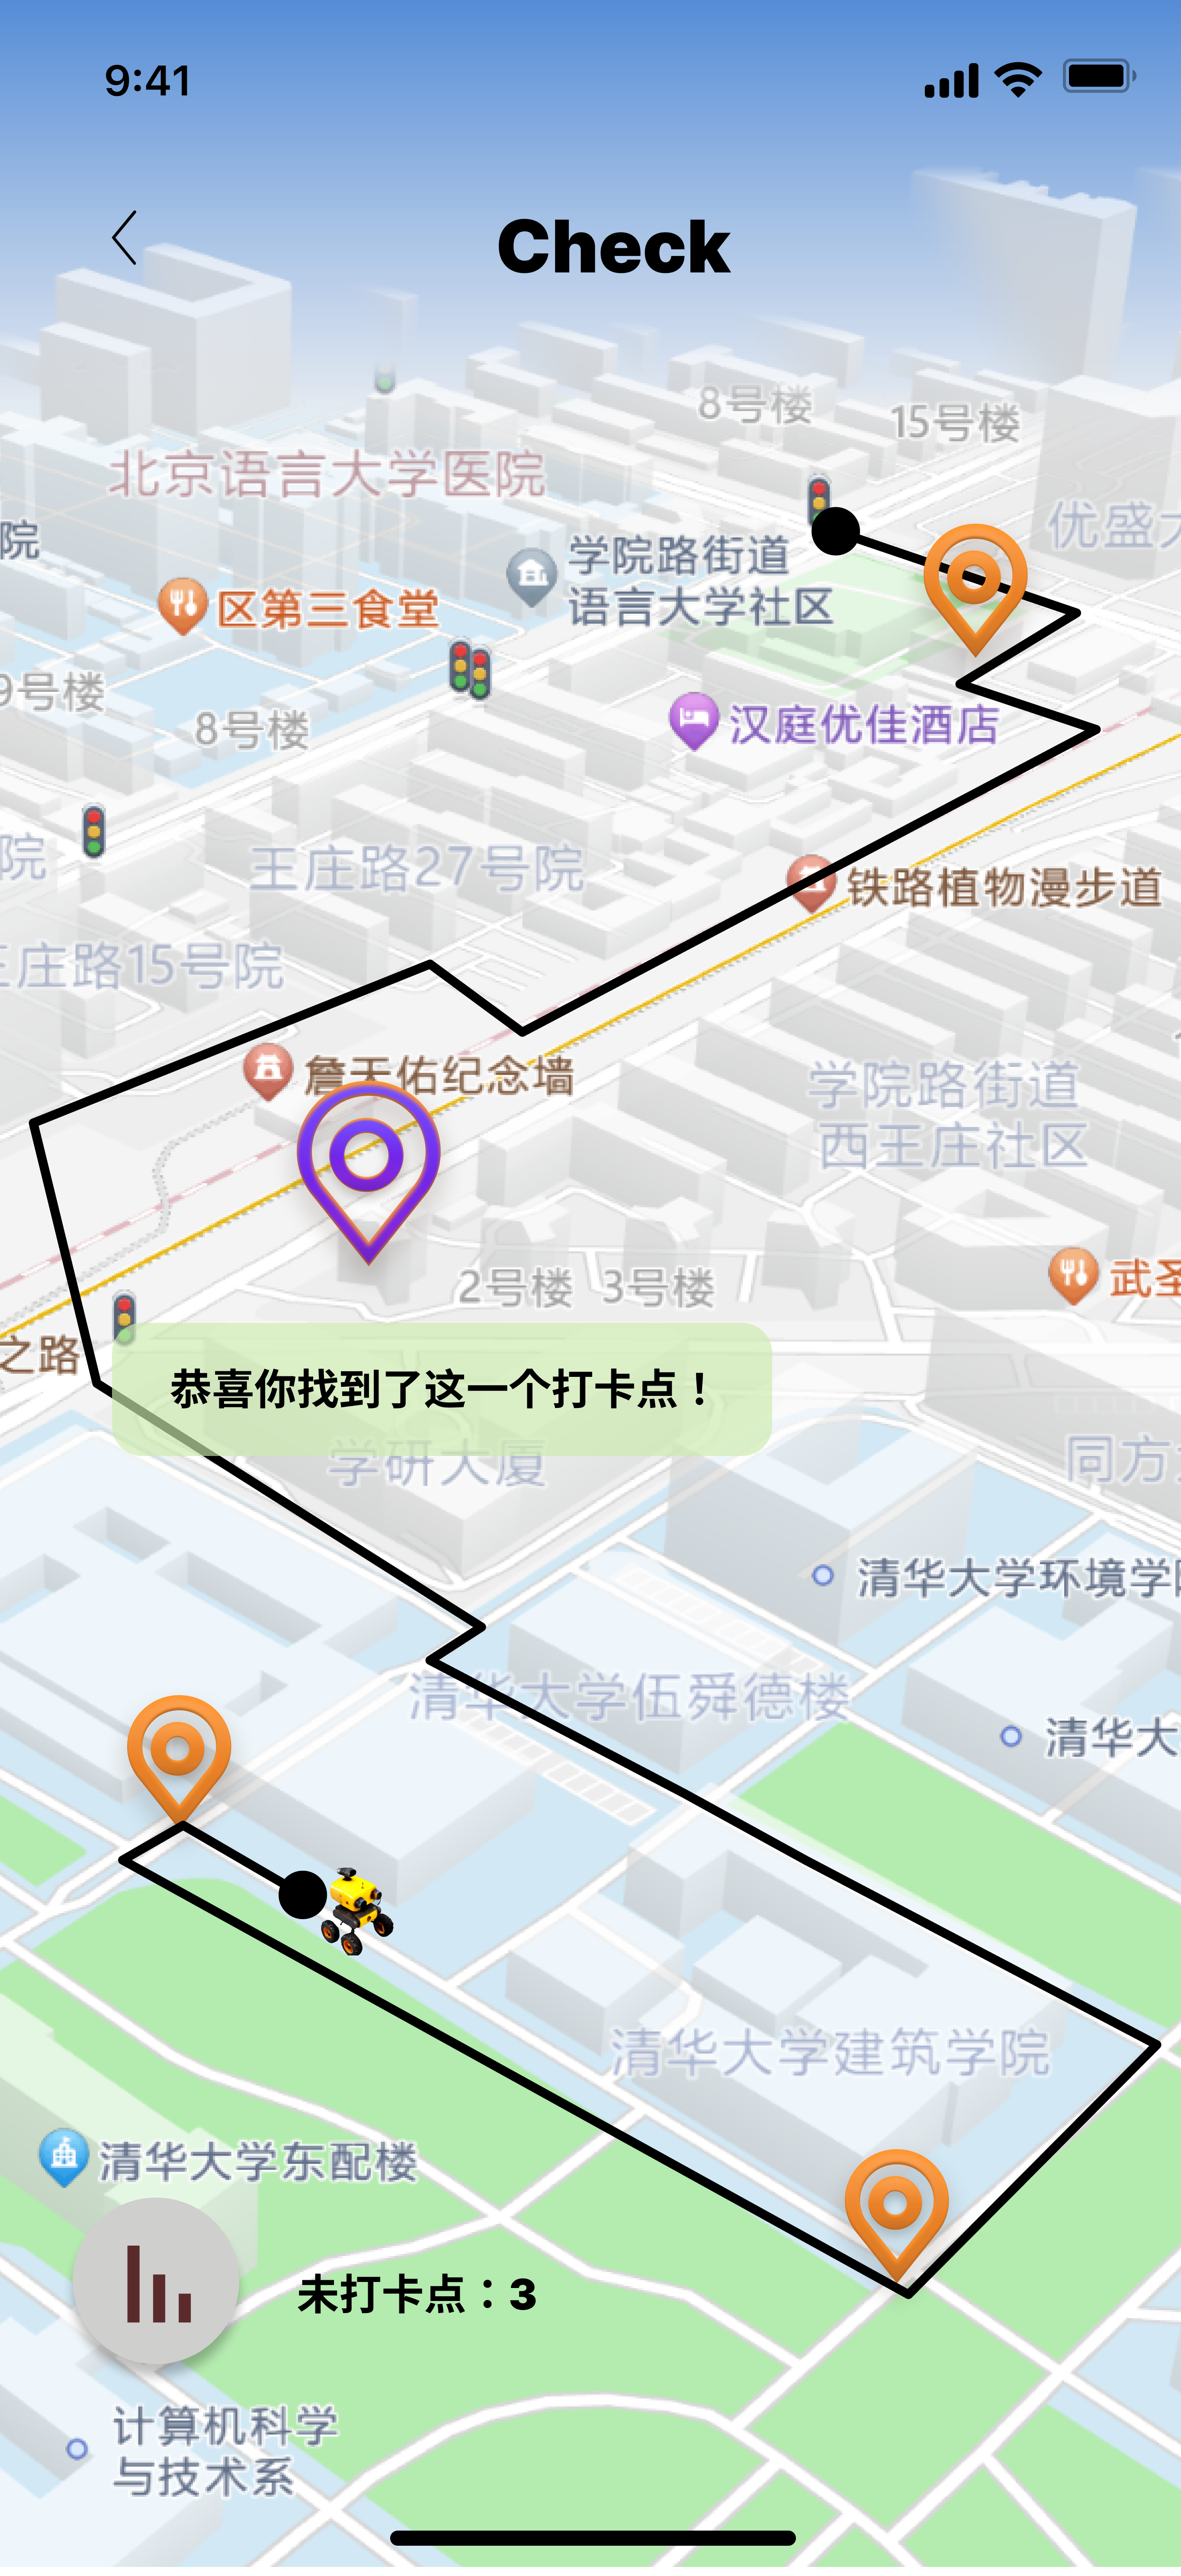 9:41
Check
8号楼
15号楼
北京语言大学医院
优盛大
院
学院路街道
语言大学社区
区第三食堂
9号楼
8号楼
汉庭优佳酒店
院
王庄路27号院
铁路植物漫步道
王庄路15号院
詹天佑纪念墙
学院路街道
西王庄社区
2号楼
3号楼
武圣
之路
恭喜你找到了这一个打卡点！
学研大厦
同方
清华大学环境学院
清华大学伍舜德楼
清华大
清华大学建筑学院
清华大学东配楼
未打卡点：3
计算机科学
与技术系